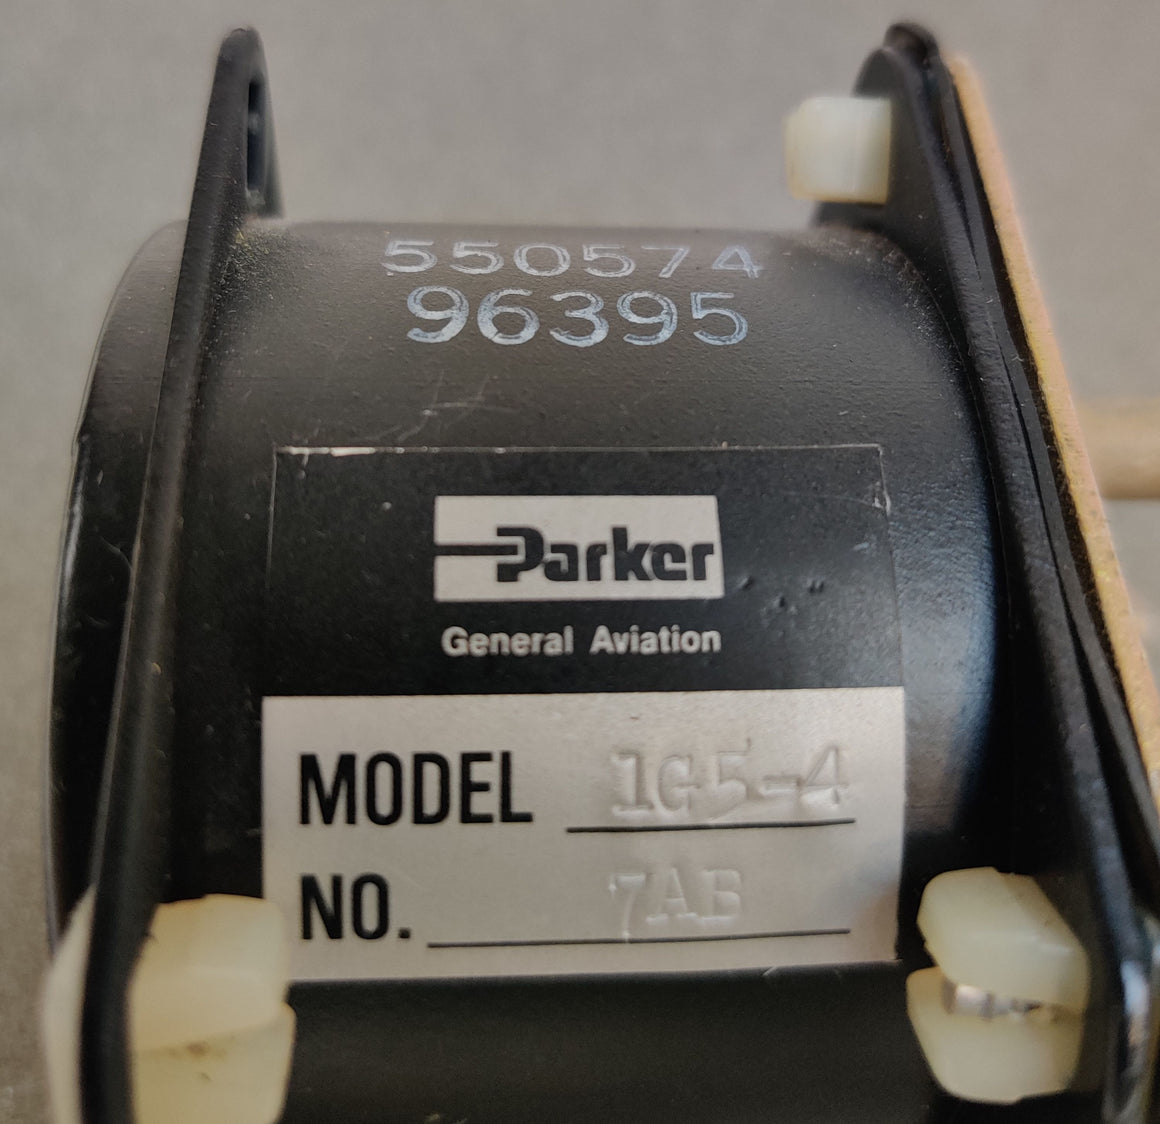 550574
96395
Parker
General Aviation
MODEL 1G5-4
NO. 7AB